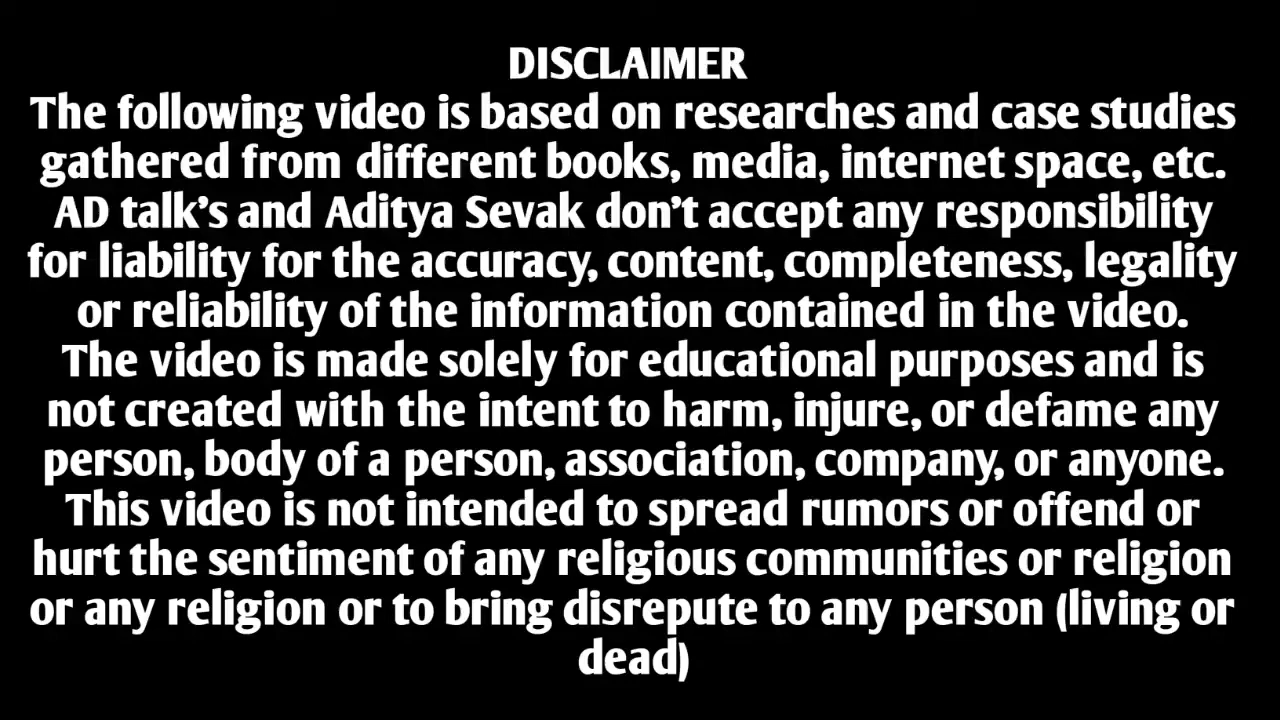 DISCLAIMER
The following video is based on researches and case studies
gathered from different books, media, internet space, etc.
AD talk's and Aditya Sevak don't accept any responsibility
for liability for the accuracy, content, completeness, legality
or reliability of the information contained in the video.
The video is made solely for educational purposes and is
not created with the intent to harm, injure, or defame any
person, body of a person, association, company, or anyone.
This video is not intended to spread rumors or offend or
hurt the sentiment of any religious communities or religion
or any religion or to bring disrepute to any person (living or
dead)